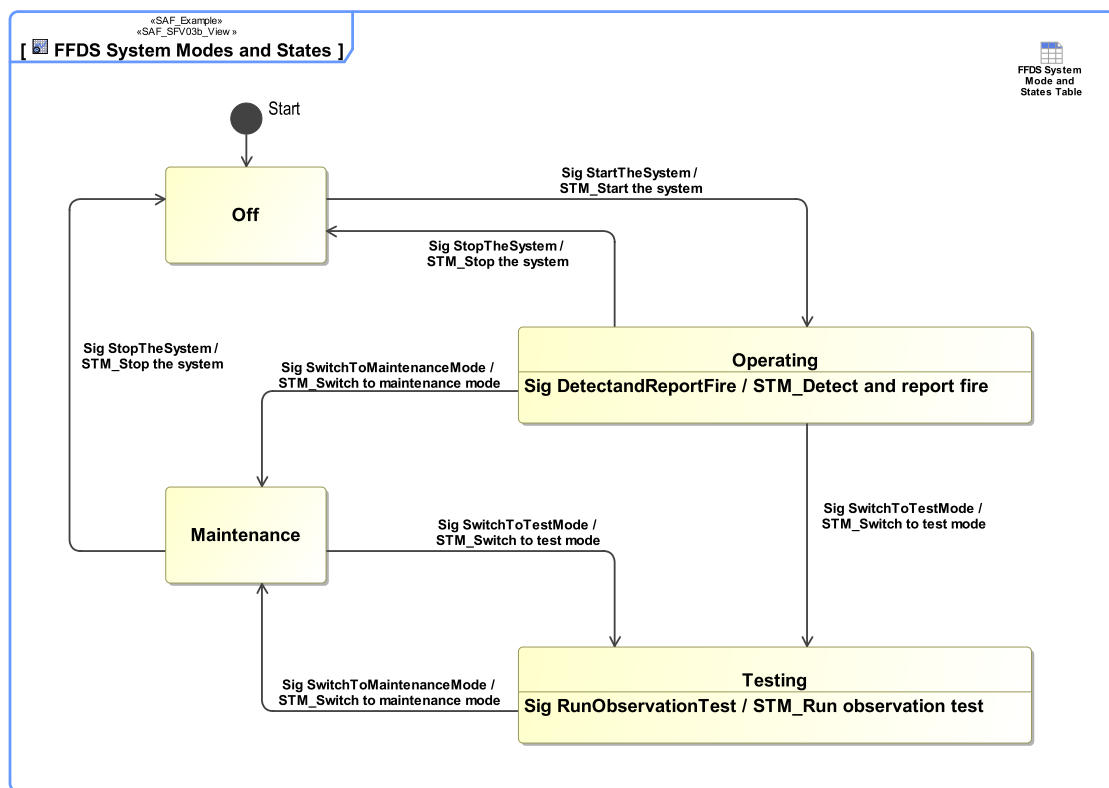 «SAF_Example»
«SAF_SFV03b_View »
[ FFDS System Modes and States ]
FFDS System
Mode and
States Table
Start
Off
Sig StartTheSystem /
STM_Start the system
Sig StopTheSystem /
STM_Stop the system
Sig StopTheSystem /
STM_Stop the system
Operating
Sig DetectandReportFire / STM_Detect and report fire
Sig SwitchToMaintenanceMode /
STM_Switch to maintenance mode
Maintenance
Sig SwitchToTestMode /
STM_Switch to test mode
Sig SwitchToTestMode /
STM_Switch to test mode
Testing
Sig RunObservationTest / STM_Run observation test
Sig SwitchToMaintenanceMode /
STM_Switch to maintenance mode